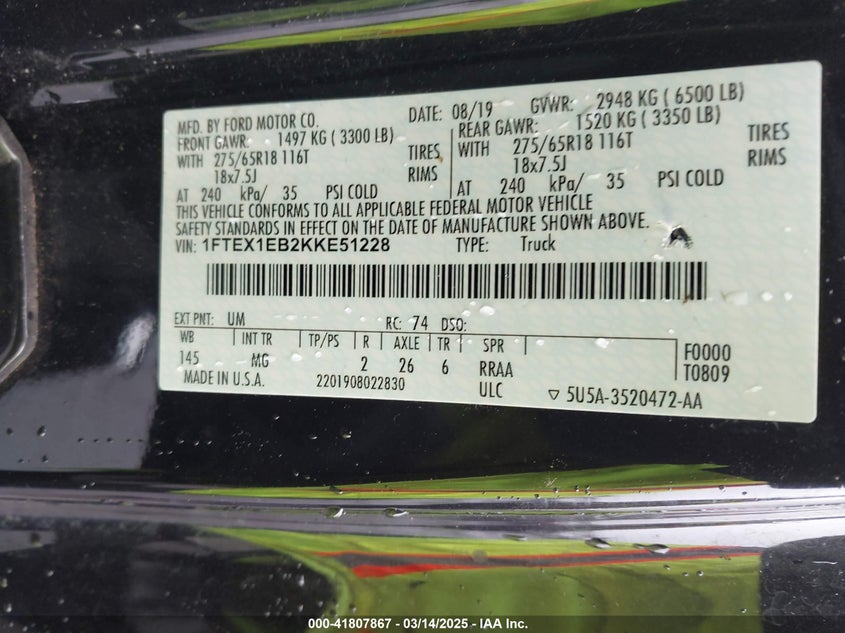 MFD. BY FORD MOTOR CO. DATE: 08/19 GVWR: 2948 KG ( 6500 LB)
FRONT GAWR: 1497 KG ( 3300 LB) REAR GAWR: 1520 KG ( 3350 LB)
WITH 275/65R18 116T TIRES WITH 275/65R18 116T TIRES
18x7.5J RIMS 18x7.5J RIMS
AT 240 kPa/ 35 PSI COLD AT 240 kPa/ 35 PSI COLD
THIS VEHICLE CONFORMS TO ALL APPLICABLE FEDERAL MOTOR VEHICLE
SAFETY STANDARDS IN EFFECT ON THE DATE OF MANUFACTURE SHOWN ABOVE.
VIN: 1FTEX1EB2KKE51228 TYPE: Truck
EXT PNT: UM RC: 74 DSO:
WB INT TR TP/PS R AXLE TR SPR F0000
145 MG 2 26 6 RRAA T0809
MADE IN U.S.A. 2201908022830 ULC ▽ 5U5A-3520472-AA
000-41807867 - 03/14/2025 - IAA Inc.